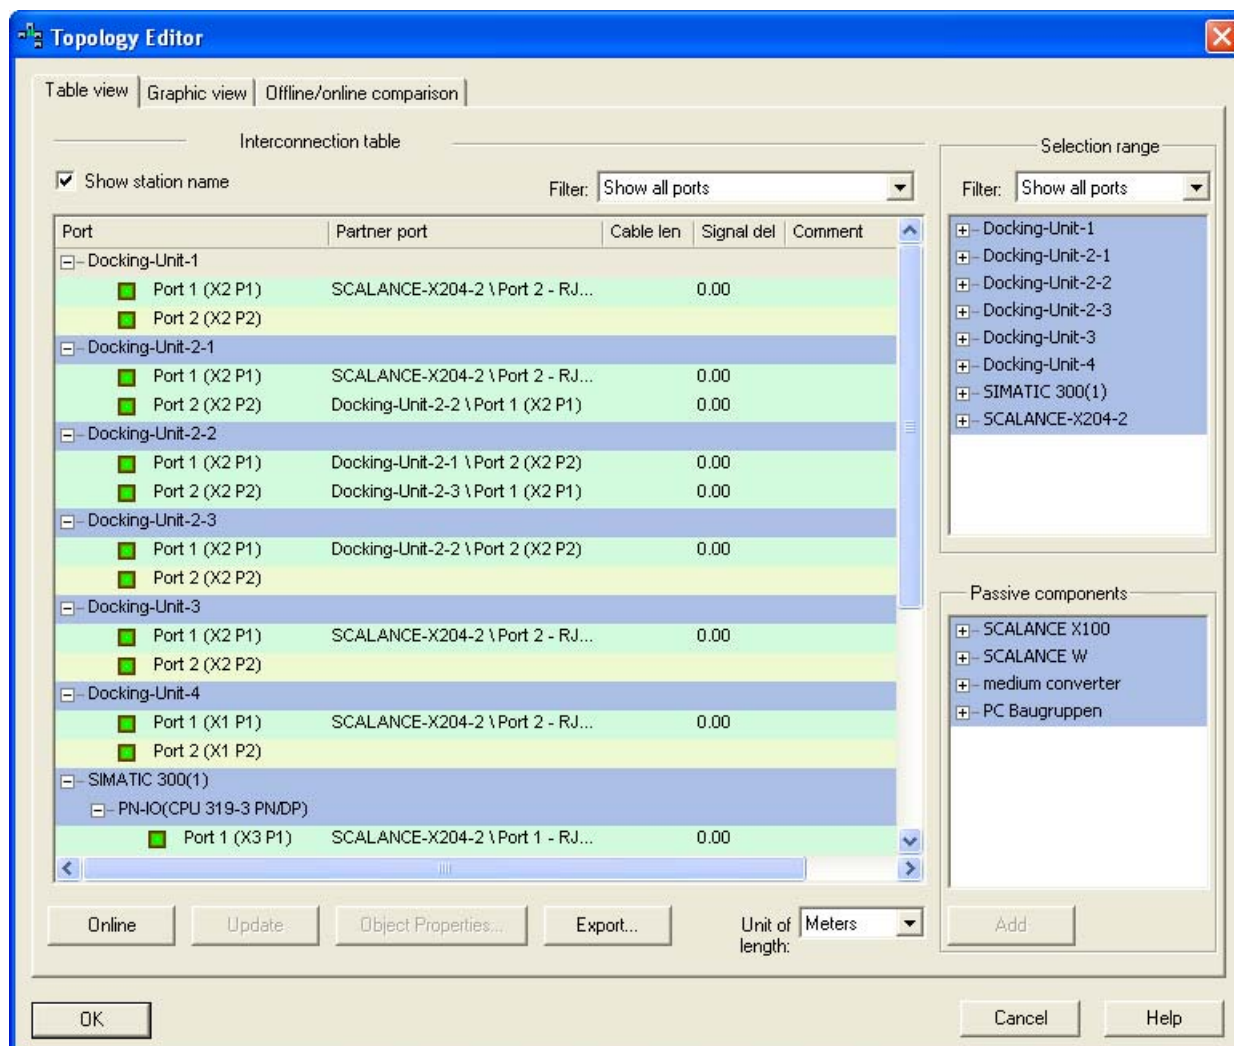 Topology Editor
Table view Graphic view Offline/online comparison
Interconnection table
Show station name
Filter: Show all ports
Port Partner port Cable len Signal del Comment
Docking-Unit-1
Port 1 (X2 P1) SCALANCE-X204-2 \ Port 2 - RJ... 0.00
Port 2 (X2 P2)
Docking-Unit-2-1
Port 1 (X2 P1) SCALANCE-X204-2 \ Port 2 - RJ... 0.00
Port 2 (X2 P2) Docking-Unit-2-2 \ Port 1 (X2 P1) 0.00
Docking-Unit-2-2
Port 1 (X2 P1) Docking-Unit-2-1 \ Port 2 (X2 P2) 0.00
Port 2 (X2 P2) Docking-Unit-2-3 \ Port 1 (X2 P1) 0.00
Docking-Unit-2-3
Port 1 (X2 P1) Docking-Unit-2-2 \ Port 2 (X2 P2) 0.00
Port 2 (X2 P2)
Docking-Unit-3
Port 1 (X2 P1) SCALANCE-X204-2 \ Port 2 - RJ... 0.00
Port 2 (X2 P2)
Docking-Unit-4
Port 1 (X1 P1) SCALANCE-X204-2 \ Port 2 - RJ... 0.00
Port 2 (X1 P2)
SIMATIC 300(1)
PN-IO(CPU 319-3 PN/DP)
Port 1 (X3 P1) SCALANCE-X204-2 \ Port 1 - RJ... 0.00
Online Update Object Properties... Export...
Unit of length: Meters
Selection range
Filter: Show all ports
Docking-Unit-1
Docking-Unit-2-1
Docking-Unit-2-2
Docking-Unit-2-3
Docking-Unit-3
Docking-Unit-4
SIMATIC 300(1)
SCALANCE-X204-2
Passive components
SCALANCE X100
SCALANCE W
medium converter
PC Baugruppen
Add
OK Cancel Help